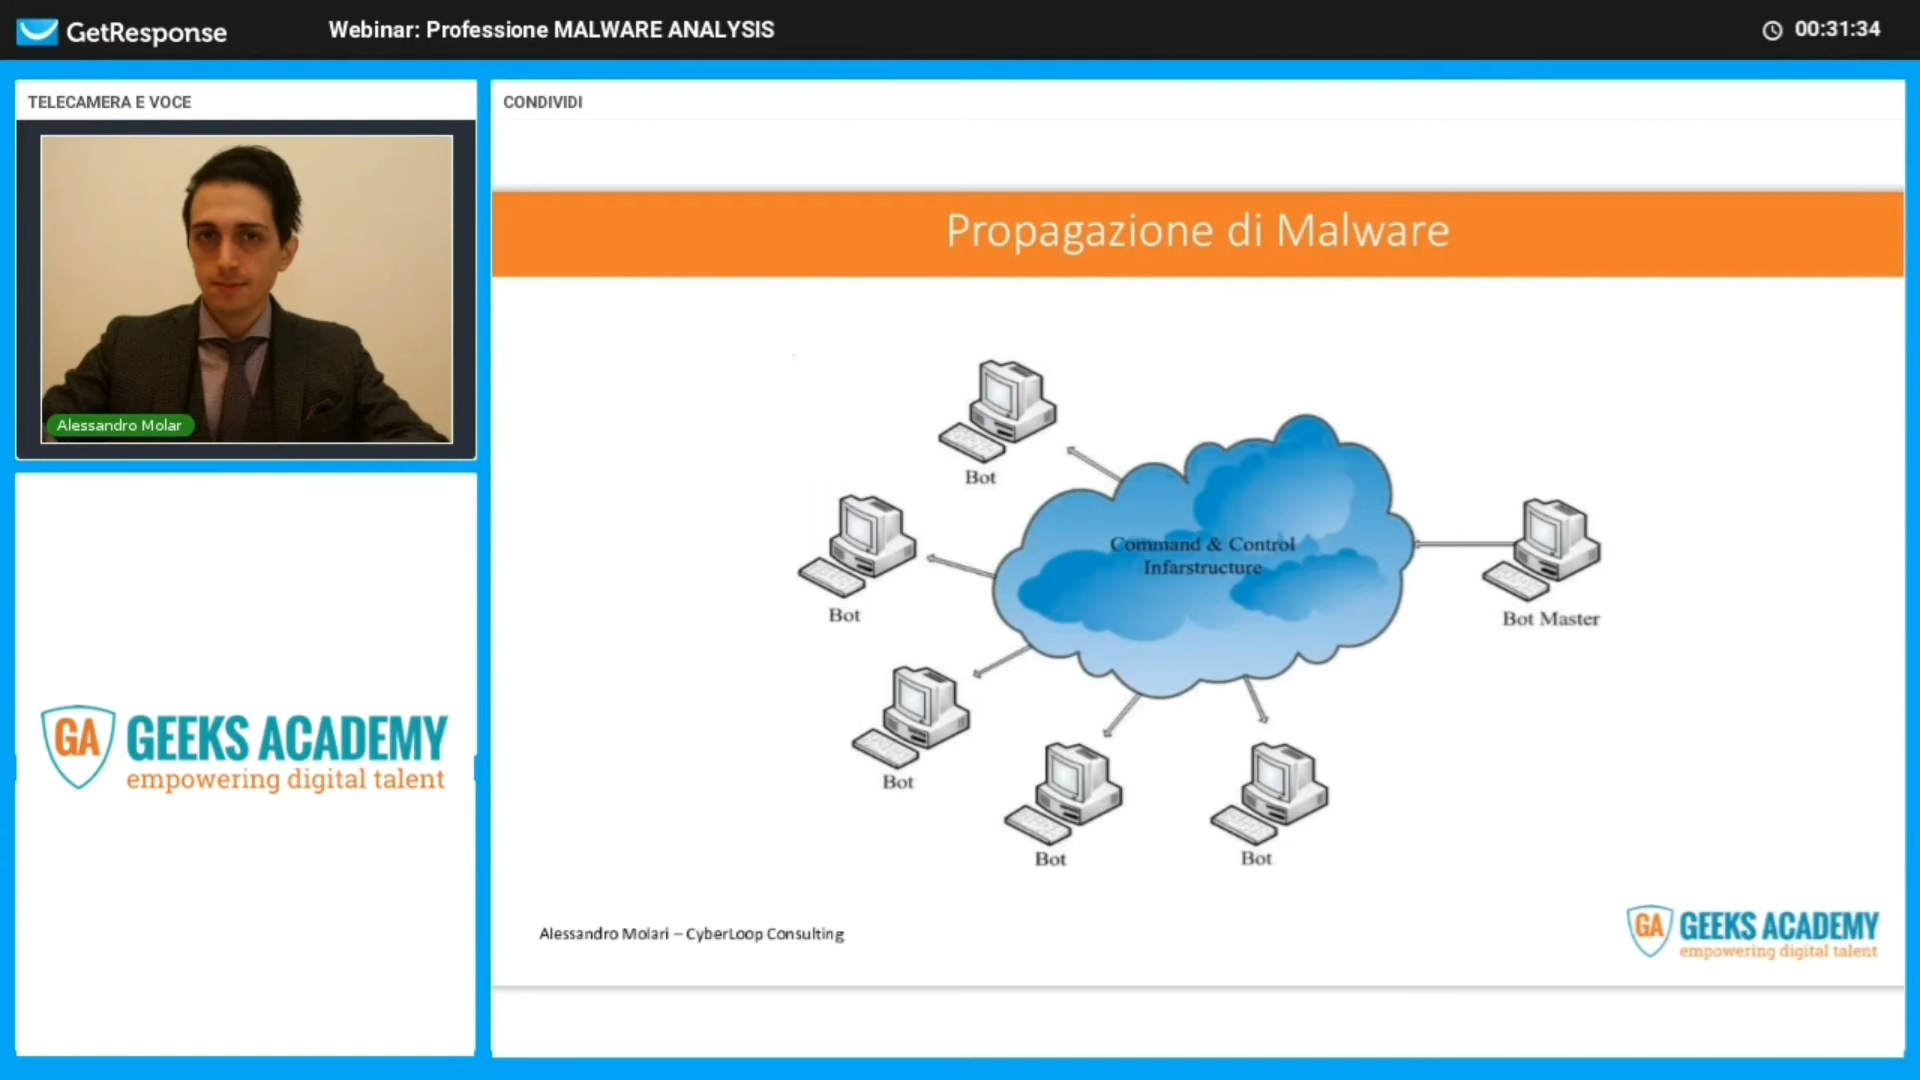 GetResponse
Webinar: Professione MALWARE ANALYSIS
00:31:34
TELECAMERA E VOCE
Alessandro Molar
GA GEEKS ACADEMY
empowering digital talent
CONDIVIDI
Propagazione di Malware
Bot
Command & Control
Infarstructure
Bot
Bot Master
Bot
Bot
Bot
Alessandro Molari – CyberLoop Consulting
GA GEEKS ACADEMY
empowering digital talent